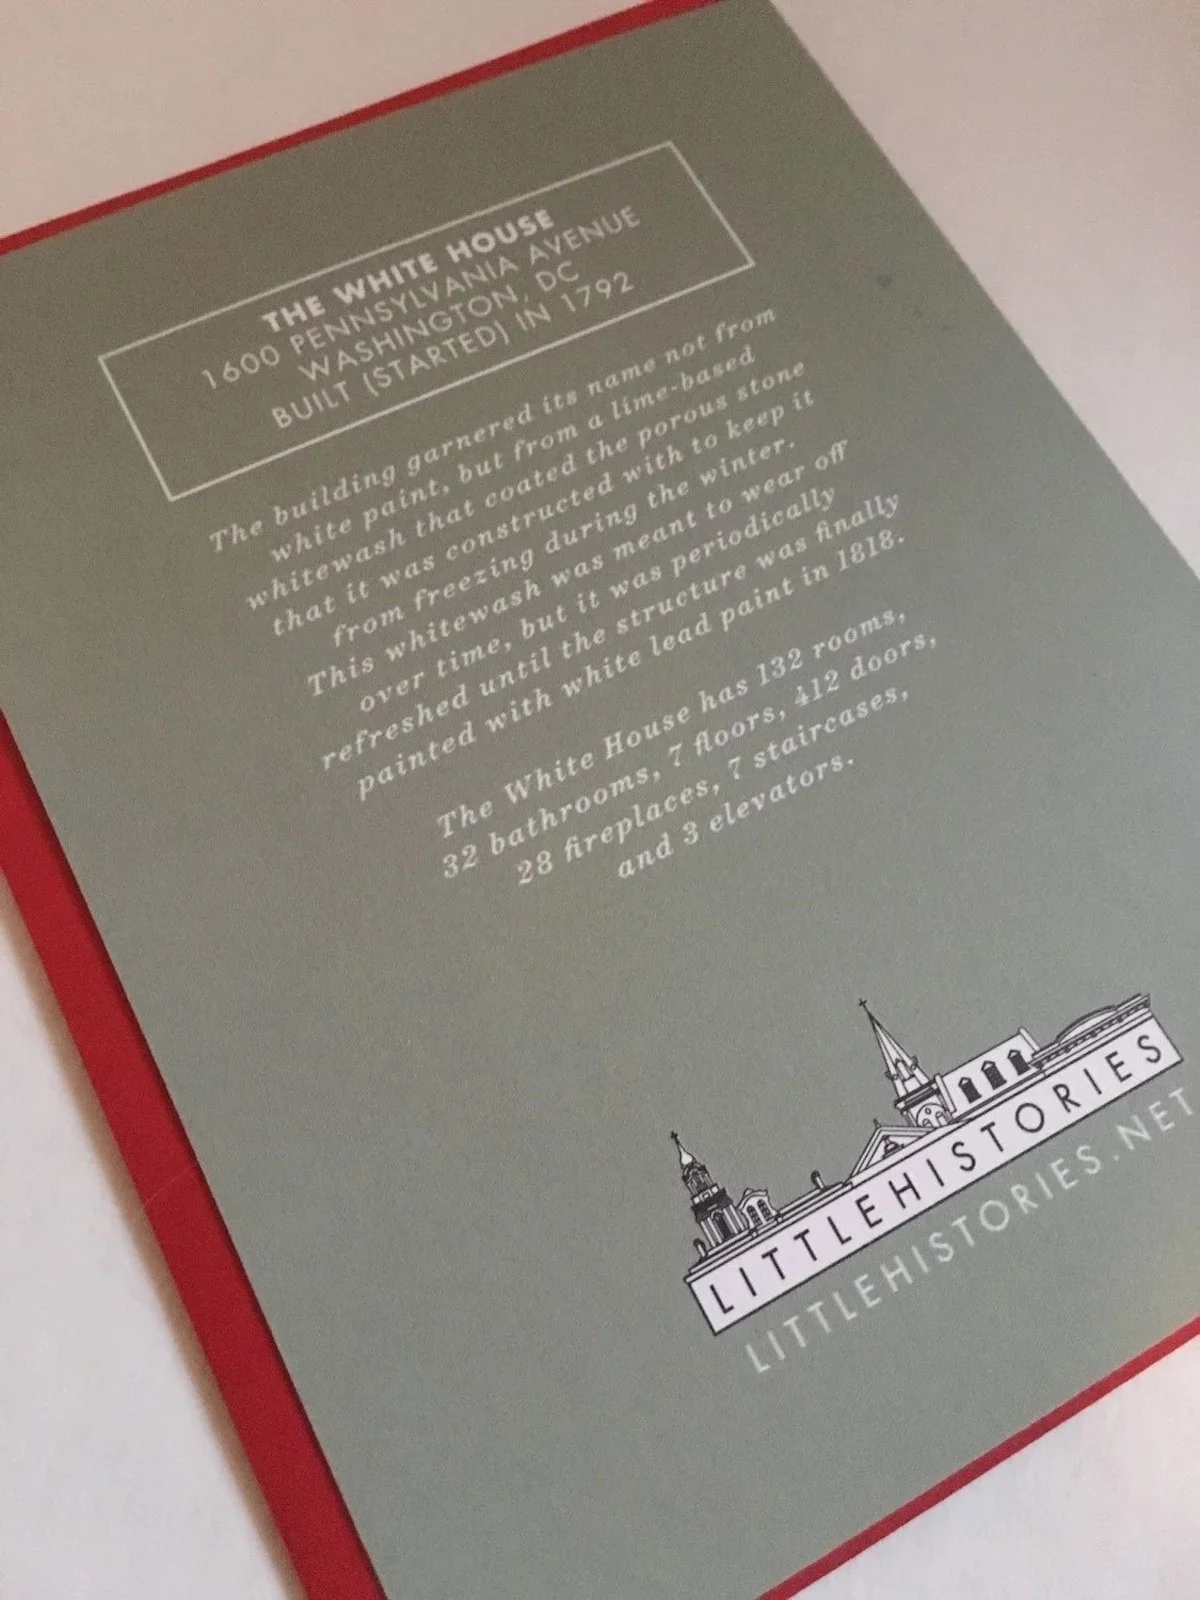 THE WHITE HOUSE
1600 PENNSYLVANIA AVENUE
WASHINGTON, DC
BUILT (STARTED) IN 1792
The building garnered its name not from
white paint, but from a lime-based
whitewash that coated the porous stone
that it was constructed with to keep it
from freezing during the winter.
This whitewash was meant to wear off
over time, but it was periodically
refreshed until the structure was finally
painted with white lead paint in 1818.
The White House has 132 rooms,
32 bathrooms, 7 floors, 412 doors,
28 fireplaces, 7 staircases,
and 3 elevators.
LITTLEHISTORIES
LITTLEHISTORIES.NET